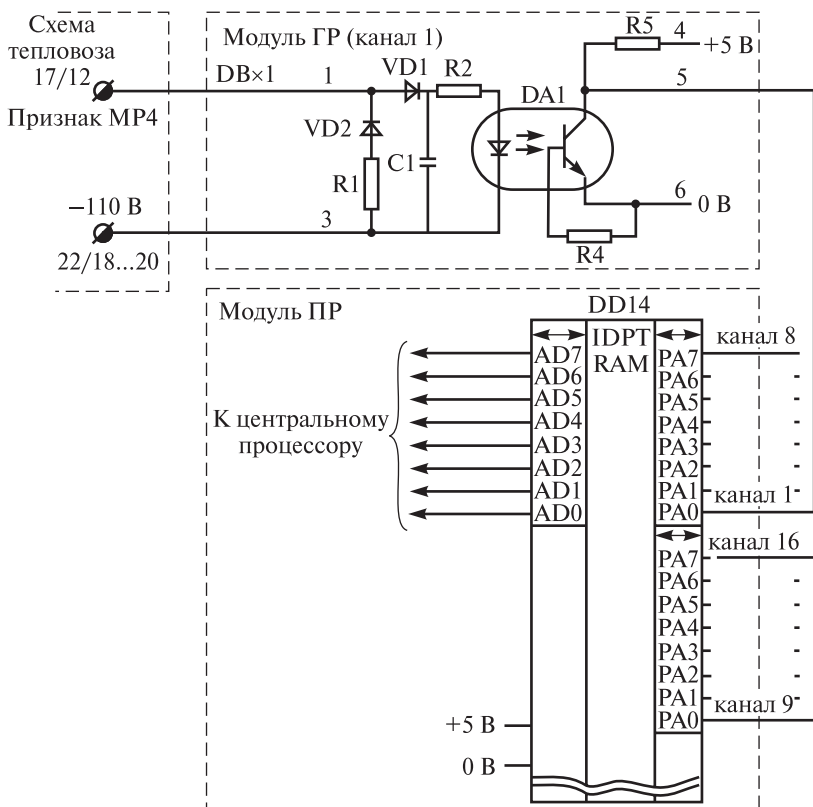 Схема
тепловоза
17/12
Признак МР4
−110 В
22/18...20
Модуль ГР (канал 1)
DB×1
1
VD1
R2
R5
4
+5 В
5
DA1
VD2
R1
C1
3
6
0 В
R4
Модуль ПР
DD14
IDPT
RAM
К центральному
процессору
AD7
AD6
AD5
AD4
AD3
AD2
AD1
AD0
PA7
PA6
PA5
PA4
PA3
PA2
PA1
PA0
канал 8
канал 1
PA7
PA6
PA5
PA4
PA3
PA2
PA1
PA0
канал 16
канал 9
+5 В
0 В